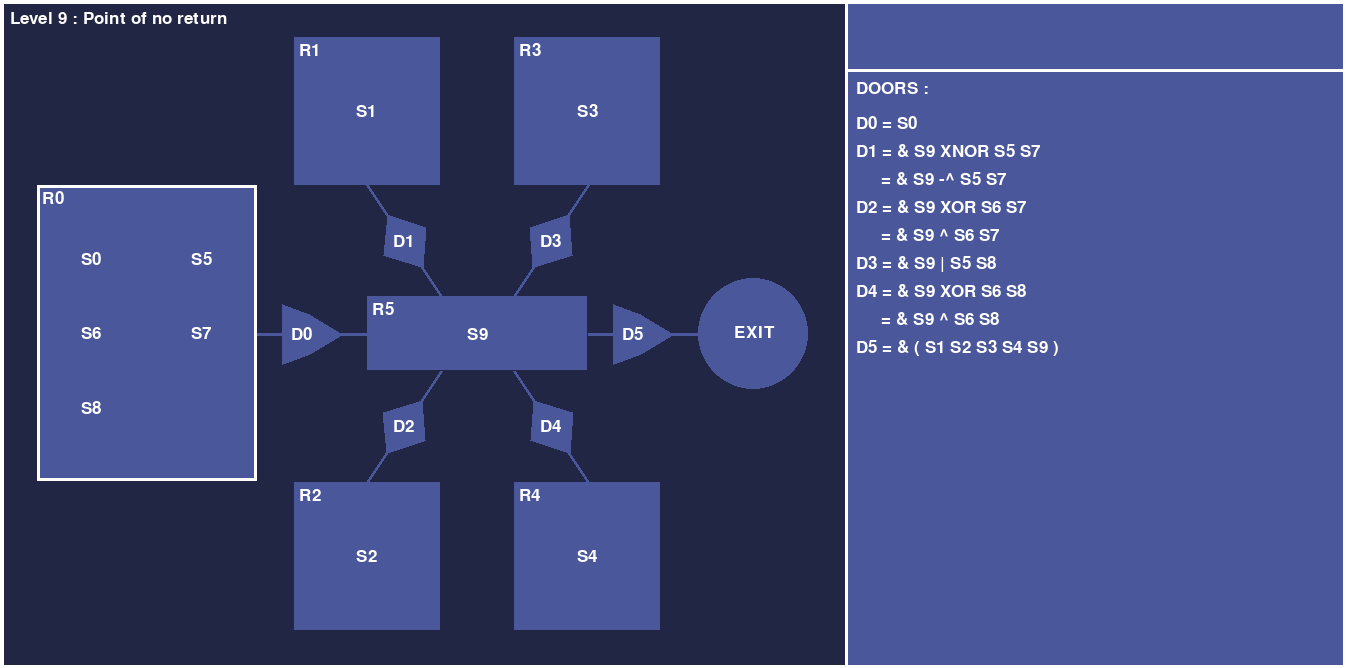 Level 9 : Point of no return
R1
S1
R3
S3
R0
S0
S5
S6
S7
S8
D1
D3
D0
R5
S9
D5
EXIT
D2
D4
R2
S2
R4
S4
DOORS :
D0 = S0
D1 = & S9 XNOR S5 S7
= & S9 -^ S5 S7
D2 = & S9 XOR S6 S7
= & S9 ^ S6 S7
D3 = & S9 | S5 S8
D4 = & S9 XOR S6 S8
= & S9 ^ S6 S8
D5 = & ( S1 S2 S3 S4 S9 )